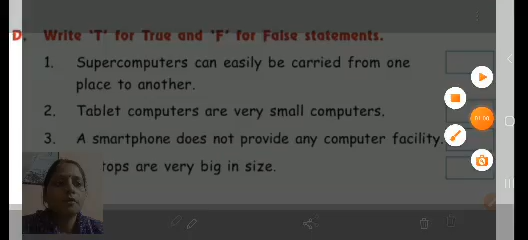 D. Write 'T' for True and 'F' for False statements.
1. Supercomputers can easily be carried from one
place to another.
2. Tablet computers are very small computers.
3. A smartphone does not provide any computer facility.
tops are very big in size.